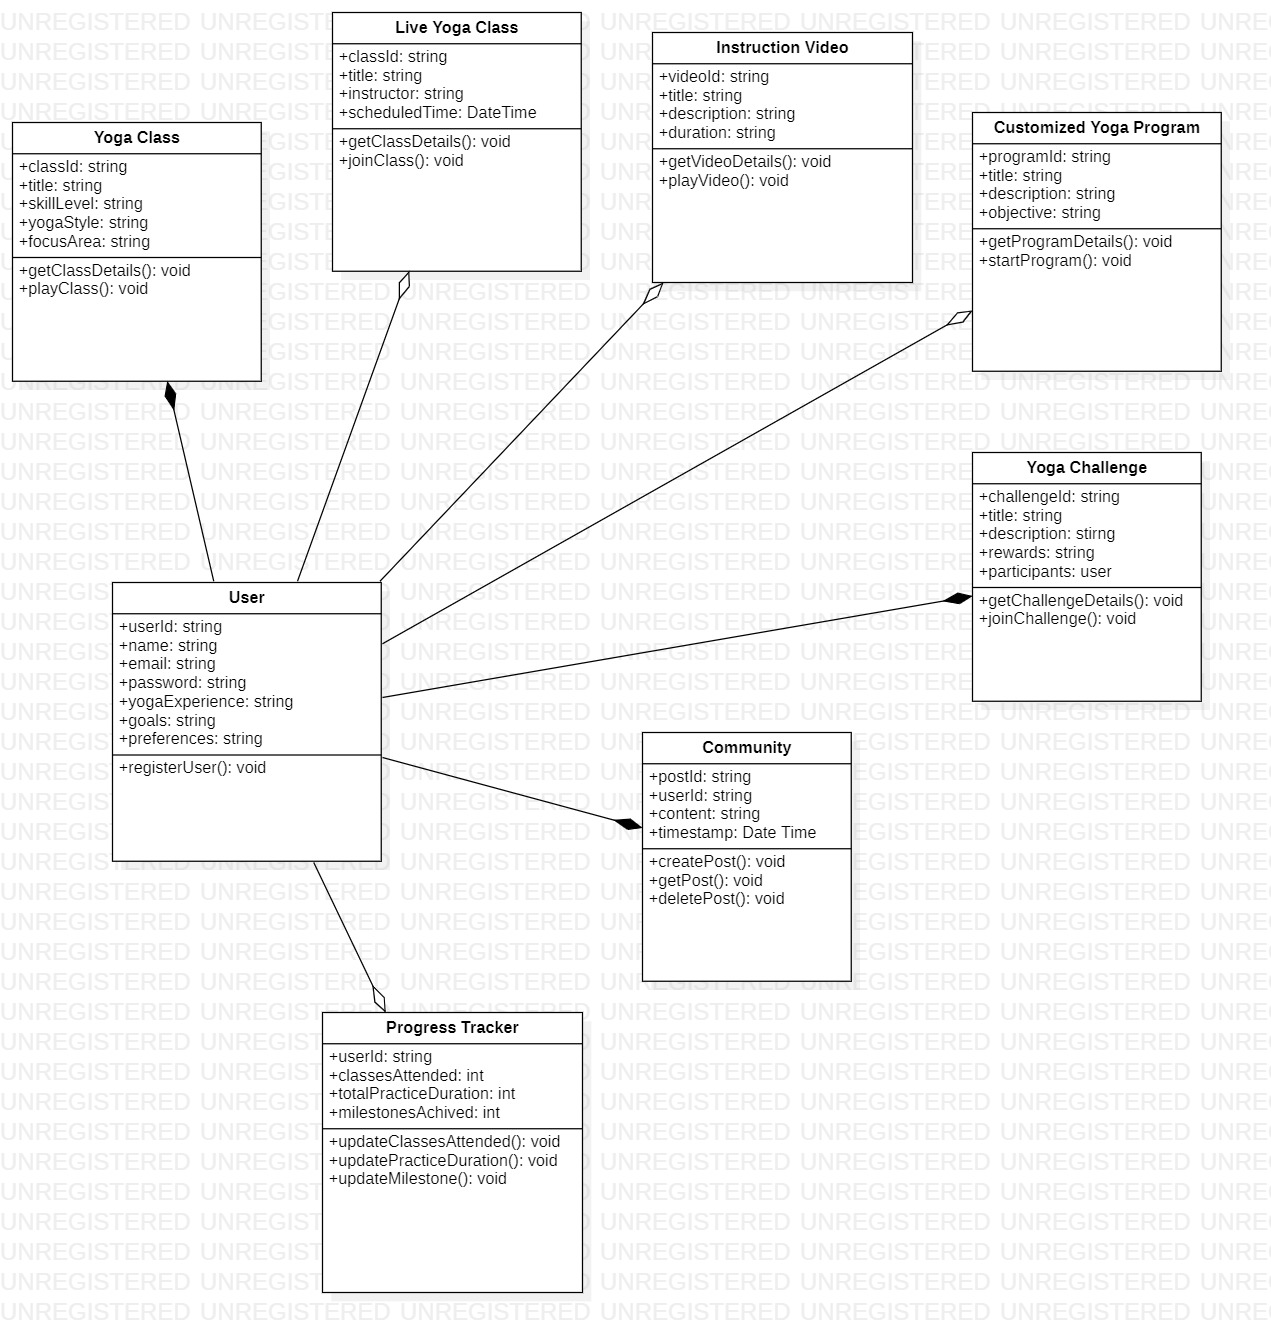 Live Yoga Class
+classId: string
+title: string
+instructor: string
+scheduledTime: DateTime
+getClassDetails(): void
+joinClass(): void
Instruction Video
+videoId: string
+title: string
+description: string
+duration: string
+getVideoDetails(): void
+playVideo(): void
Customized Yoga Program
+programId: string
+title: string
+description: string
+objective: string
+getProgramDetails(): void
+startProgram(): void
Yoga Class
+classId: string
+title: string
+skillLevel: string
+yogaStyle: string
+focusArea: string
+getClassDetails(): void
+playClass(): void
Yoga Challenge
+challengeId: string
+title: string
+description: stirng
+rewards: string
+participants: user
+getChallengeDetails(): void
+joinChallenge(): void
User
+userId: string
+name: string
+email: string
+password: string
+yogaExperience: string
+goals: string
+preferences: string
+registerUser(): void
Community
+postId: string
+userId: string
+content: string
+timestamp: Date Time
+createPost(): void
+getPost(): void
+deletePost(): void
Progress Tracker
+userId: string
+classesAttended: int
+totalPracticeDuration: int
+milestonesAchived: int
+updateClassesAttended(): void
+updatePracticeDuration(): void
+updateMilestone(): void
UNREGISTERED